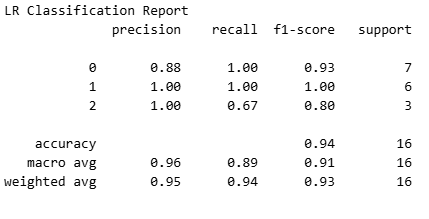 LR Classification Report
precision recall f1-score support
0 0.88 1.00 0.93 7
1 1.00 1.00 1.00 6
2 1.00 0.67 0.80 3
accuracy 0.94 16
macro avg 0.96 0.89 0.91 16
weighted avg 0.95 0.94 0.93 16